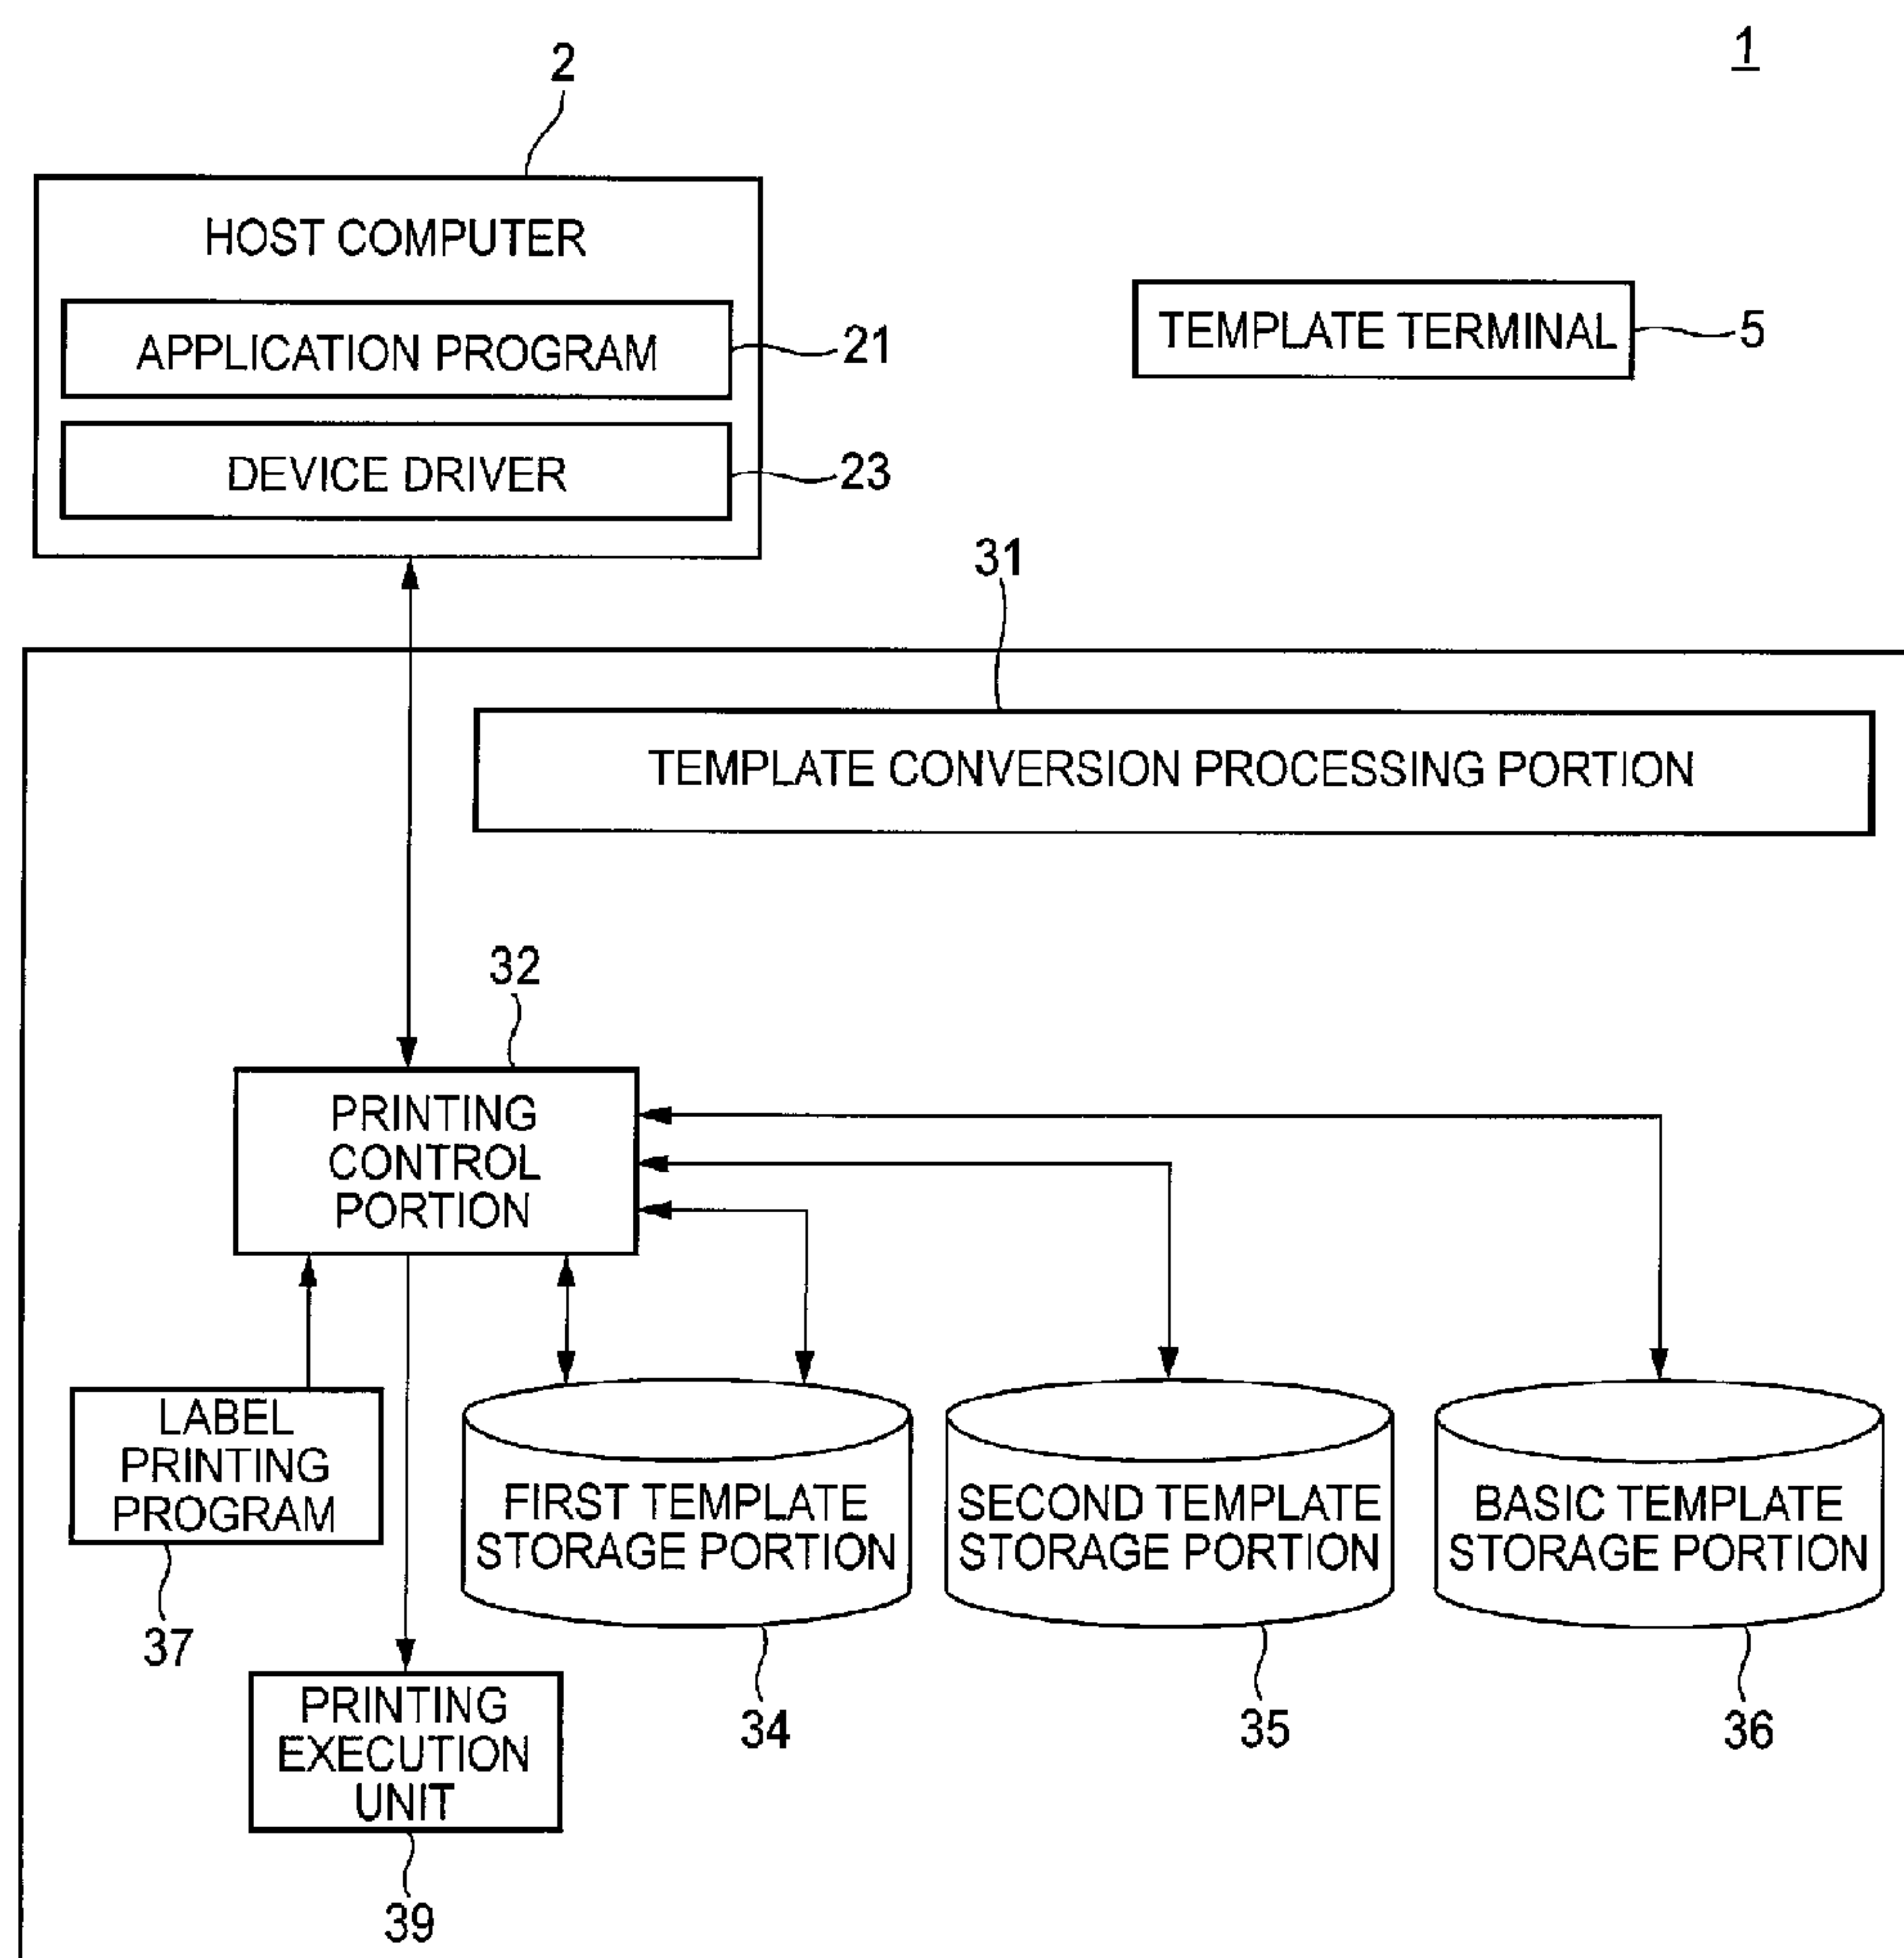 1
2
HOST COMPUTER
APPLICATION PROGRAM
21
DEVICE DRIVER
23
TEMPLATE TERMINAL
5
31
TEMPLATE CONVERSION PROCESSING PORTION
32
PRINTING
CONTROL
PORTION
LABEL
PRINTING
PROGRAM
37
FIRST TEMPLATE
STORAGE PORTION
34
SECOND TEMPLATE
STORAGE PORTION
35
BASIC TEMPLATE
STORAGE PORTION
36
PRINTING
EXECUTION
UNIT
39